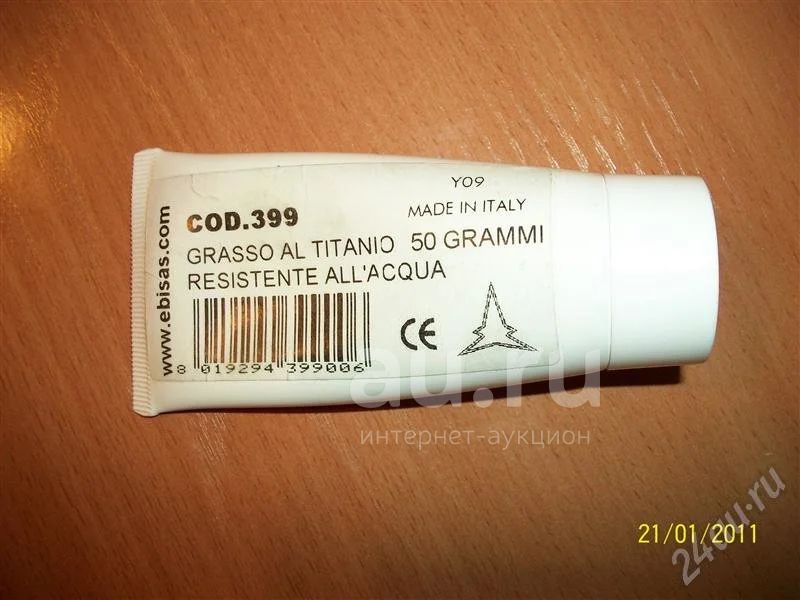 YO9
MADE IN ITALY
COD.399
GRASSO AL TITANIO 50 GRAMMI
RESISTENTE ALL'ACQUA
www.ebisas.com
CE
8 019294 399006
au.ru
интернет-аукцион
21/01/2011
24au.ru